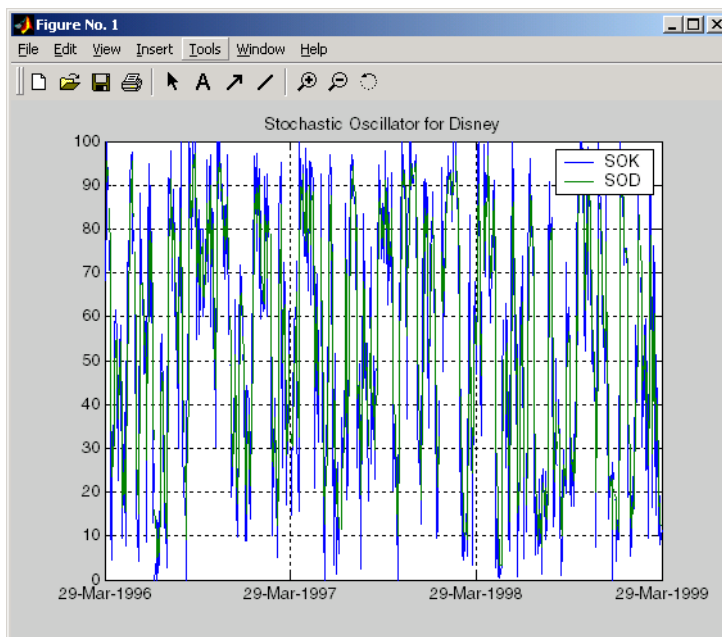 Figure No. 1
File Edit View Insert Tools Window Help
A
Stochastic Oscillator for Disney
100
90
80
70
60
50
40
30
20
10
0
SOK
SOD
29-Mar-1996 29-Mar-1997 29-Mar-1998 29-Mar-1999